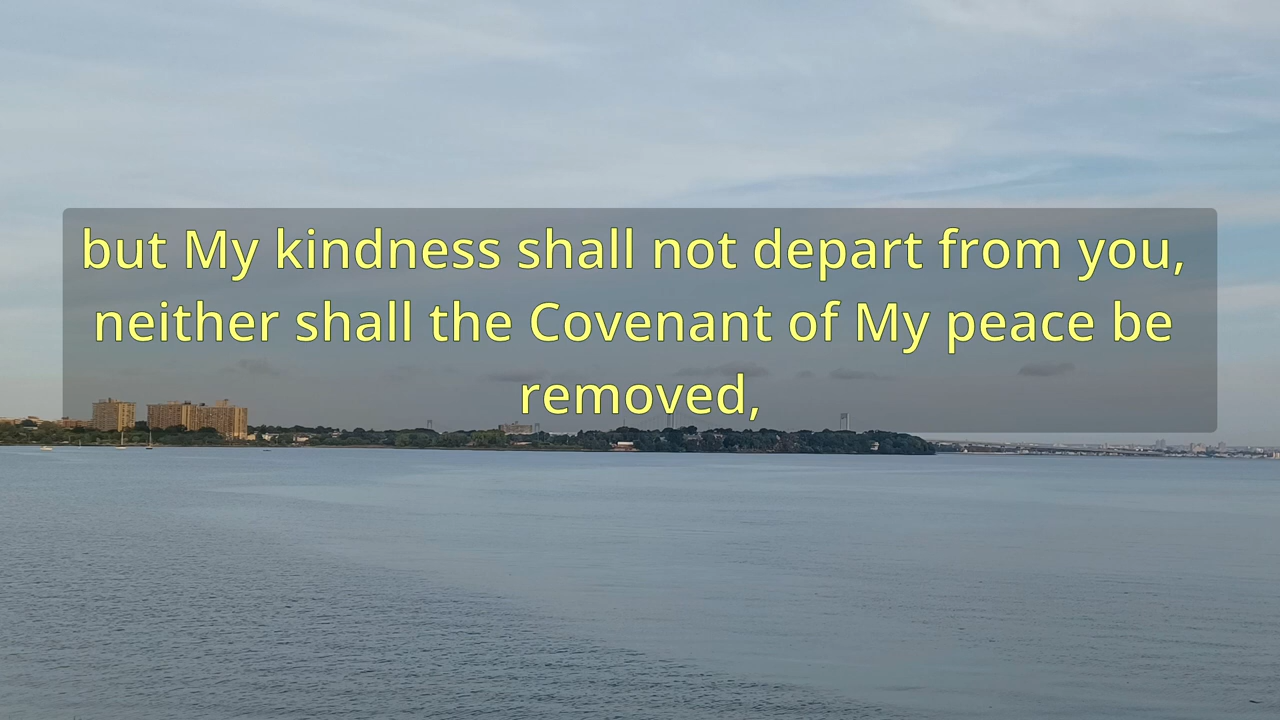 but My kindness shall not depart from you,
neither shall the Covenant of My peace be
removed,